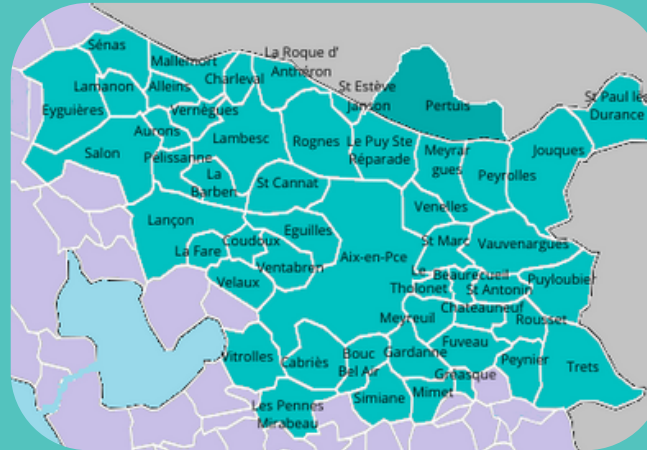 Sénas
Mallemort
La Roque d'
Anthéron
Lamanon
Alleins
Charleval
St Estève
Janson
Pertuis
St Paul lès
Durance
Eyguières
Vernègues
Aurons
Lambesc
Rognes
Le Puy Ste
Réparade
Meyrar
gues
Jouques
Salon
Pélissanne
La
Barben
St Cannat
Peyrolles
Venelles
Lançon
Eguilles
Coudoux
La Fare
Aix-en-Pce
St Marc
Vauvenargues
Ventabren
Velaux
Le
Tholonet
Beaurecueil
St Antonin
Puyloubier
Chateauneuf
Meyreuil
Rousset
Vitrolles
Cabriès
Bouc
Bel Air
Gardanne
Fuveau
Peynier
Trets
Gréasque
Mimet
Simiane
Les Pennes
Mirabeau